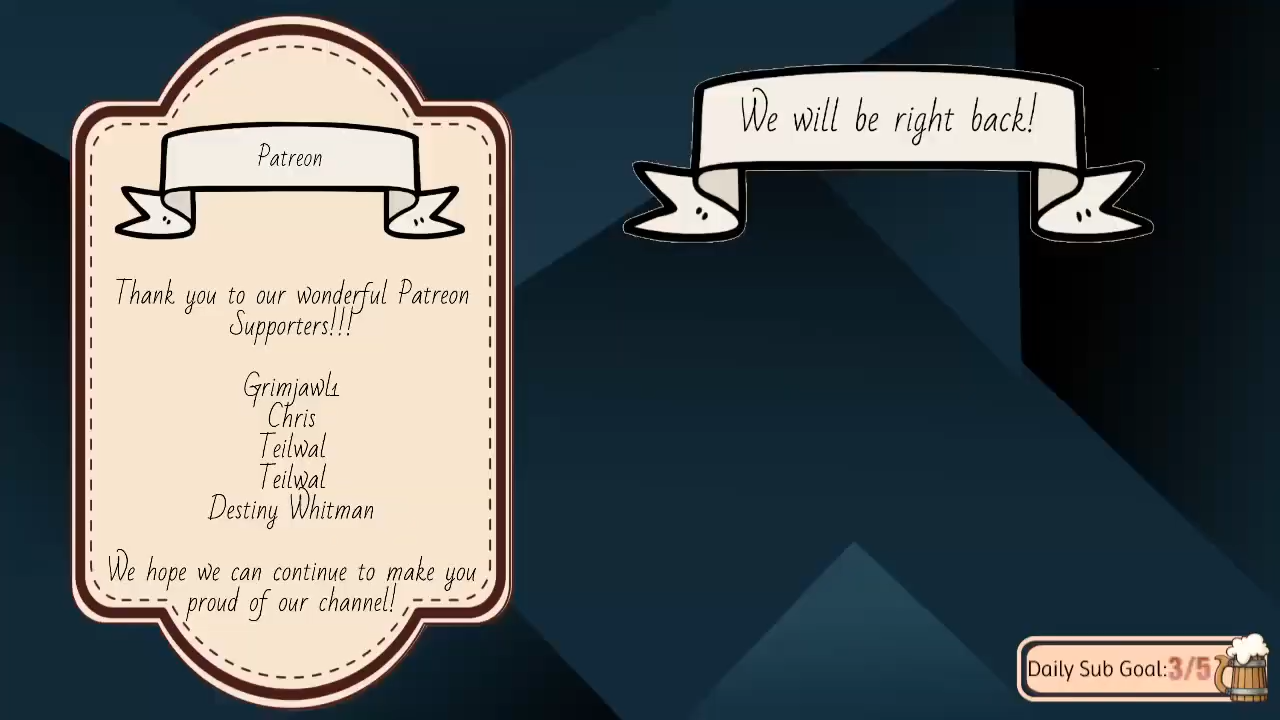 Patreon
Thank you to our wonderful Patreon
Supporters!!!
Grimjawl1
Chris
Teilwal
Teilwal
Destiny Whitman
We hope we can continue to make you
proud of our channel!
We will be right back!
Daily Sub Goal:3/5